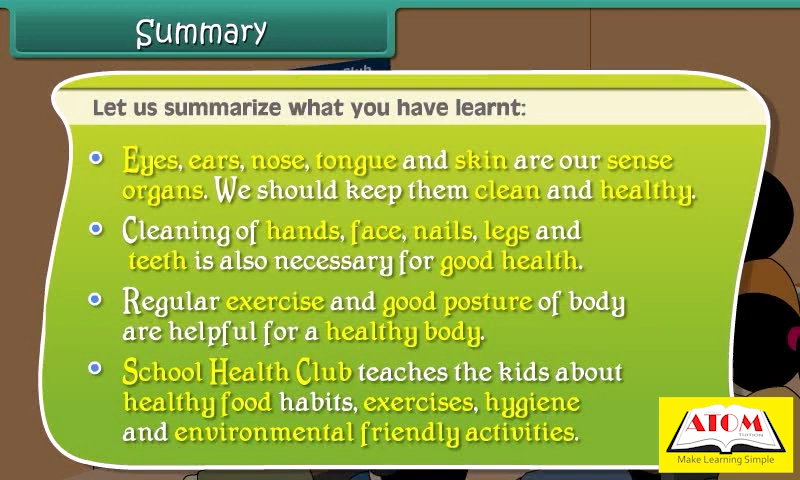 Summary
Club
Let us summarize what you have learnt:
Eyes, ears, nose, tongue and skin are our sense
organs. We should keep them clean and healthy.
Cleaning of hands, face, nails, legs and
teeth is also necessary for good health.
Regular exercise and good posture of body
are helpful for a healthy body.
School Health Club teaches the kids about
healthy food habits, exercises, hygiene
and environmental friendly activities.
ATOM
TUITION
Make Learning Simple